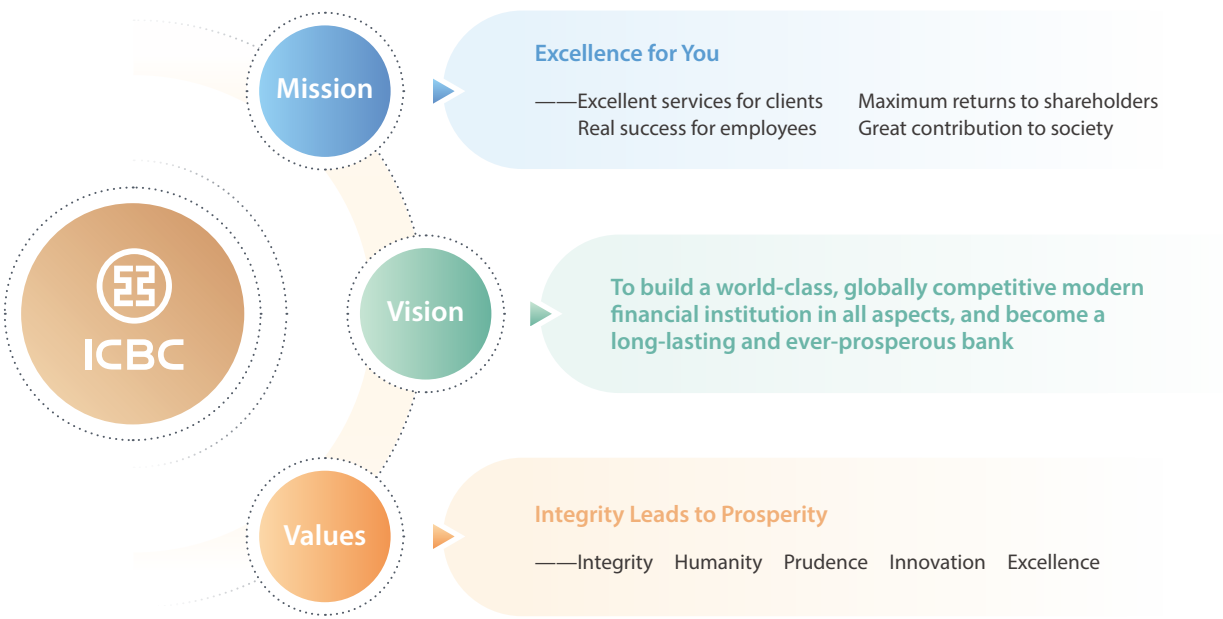 Mission
Excellence for You
——Excellent services for clients Maximum returns to shareholders
Real success for employees Great contribution to society
ICBC
Vision
To build a world-class, globally competitive modern
financial institution in all aspects, and become a
long-lasting and ever-prosperous bank
Values
Integrity Leads to Prosperity
——Integrity Humanity Prudence Innovation Excellence